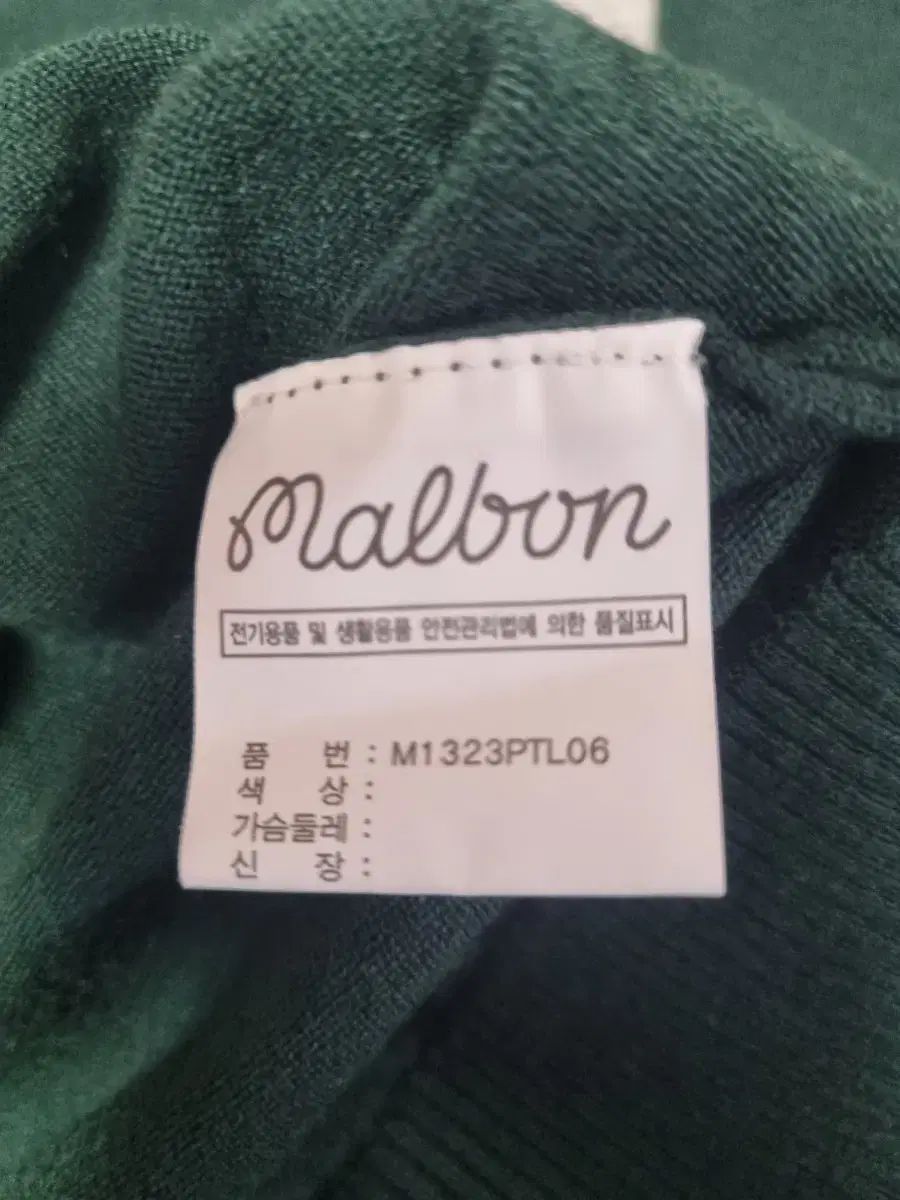 malbon
전기용품 및 생활용품 안전관리법에 의한 품질표시
품 번 : M1323PTL06
색 상 :
가슴둘레 :
신 장 :